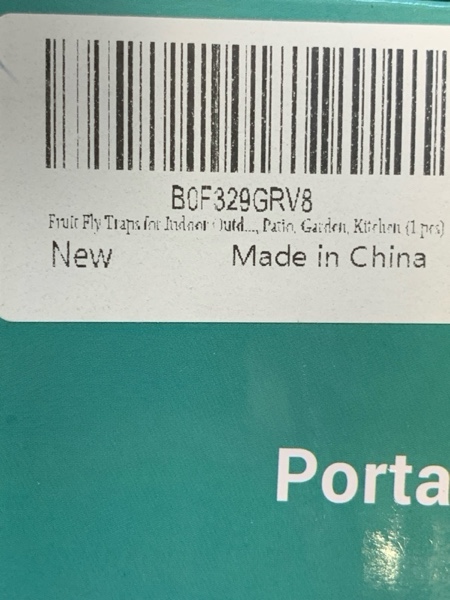 B0F329GRV8
Fruit Fly Traps for Indoor Outd..., Patio, Garden, Kitchen (1 pcs)
New Made in China
Porta